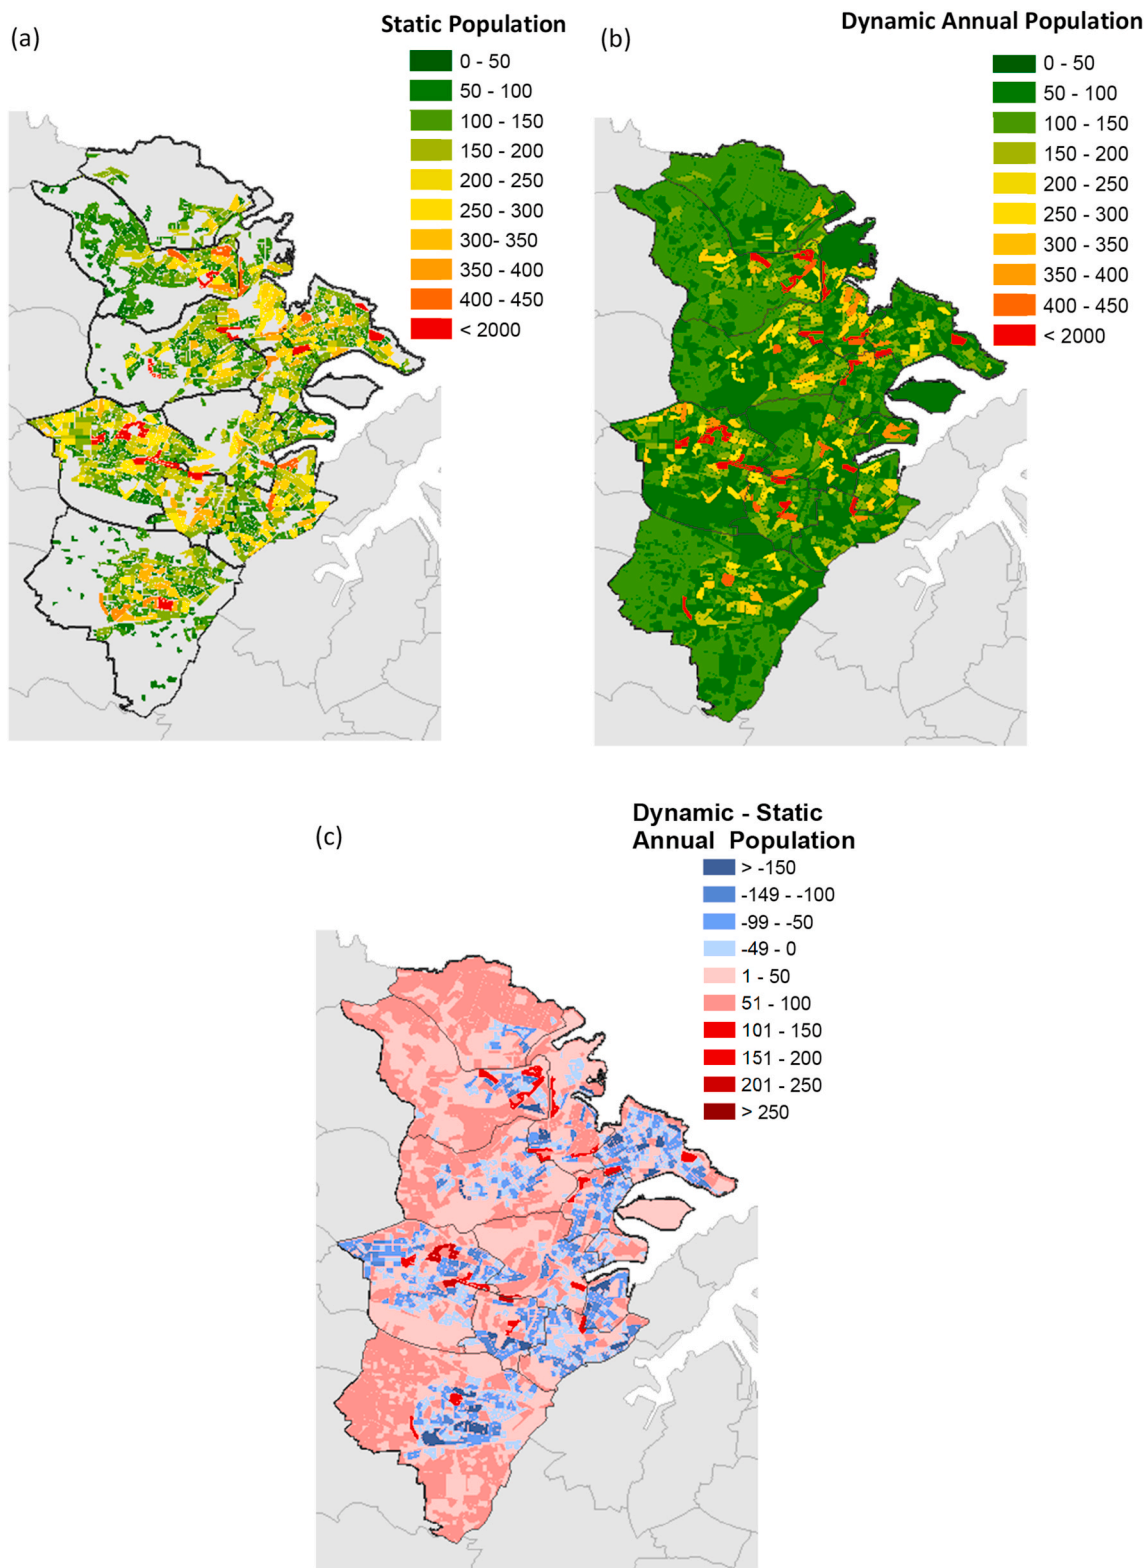 (a)
Static Population
0 - 50
50 - 100
100 - 150
150 - 200
200 - 250
250 - 300
300- 350
350 - 400
400 - 450
< 2000
(b)
Dynamic Annual Population
0 - 50
50 - 100
100 - 150
150 - 200
200 - 250
250 - 300
300 - 350
350 - 400
400 - 450
< 2000
(c)
Dynamic - Static
Annual Population
> -150
-149 - -100
-99 - -50
-49 - 0
1 - 50
51 - 100
101 - 150
151 - 200
201 - 250
> 250